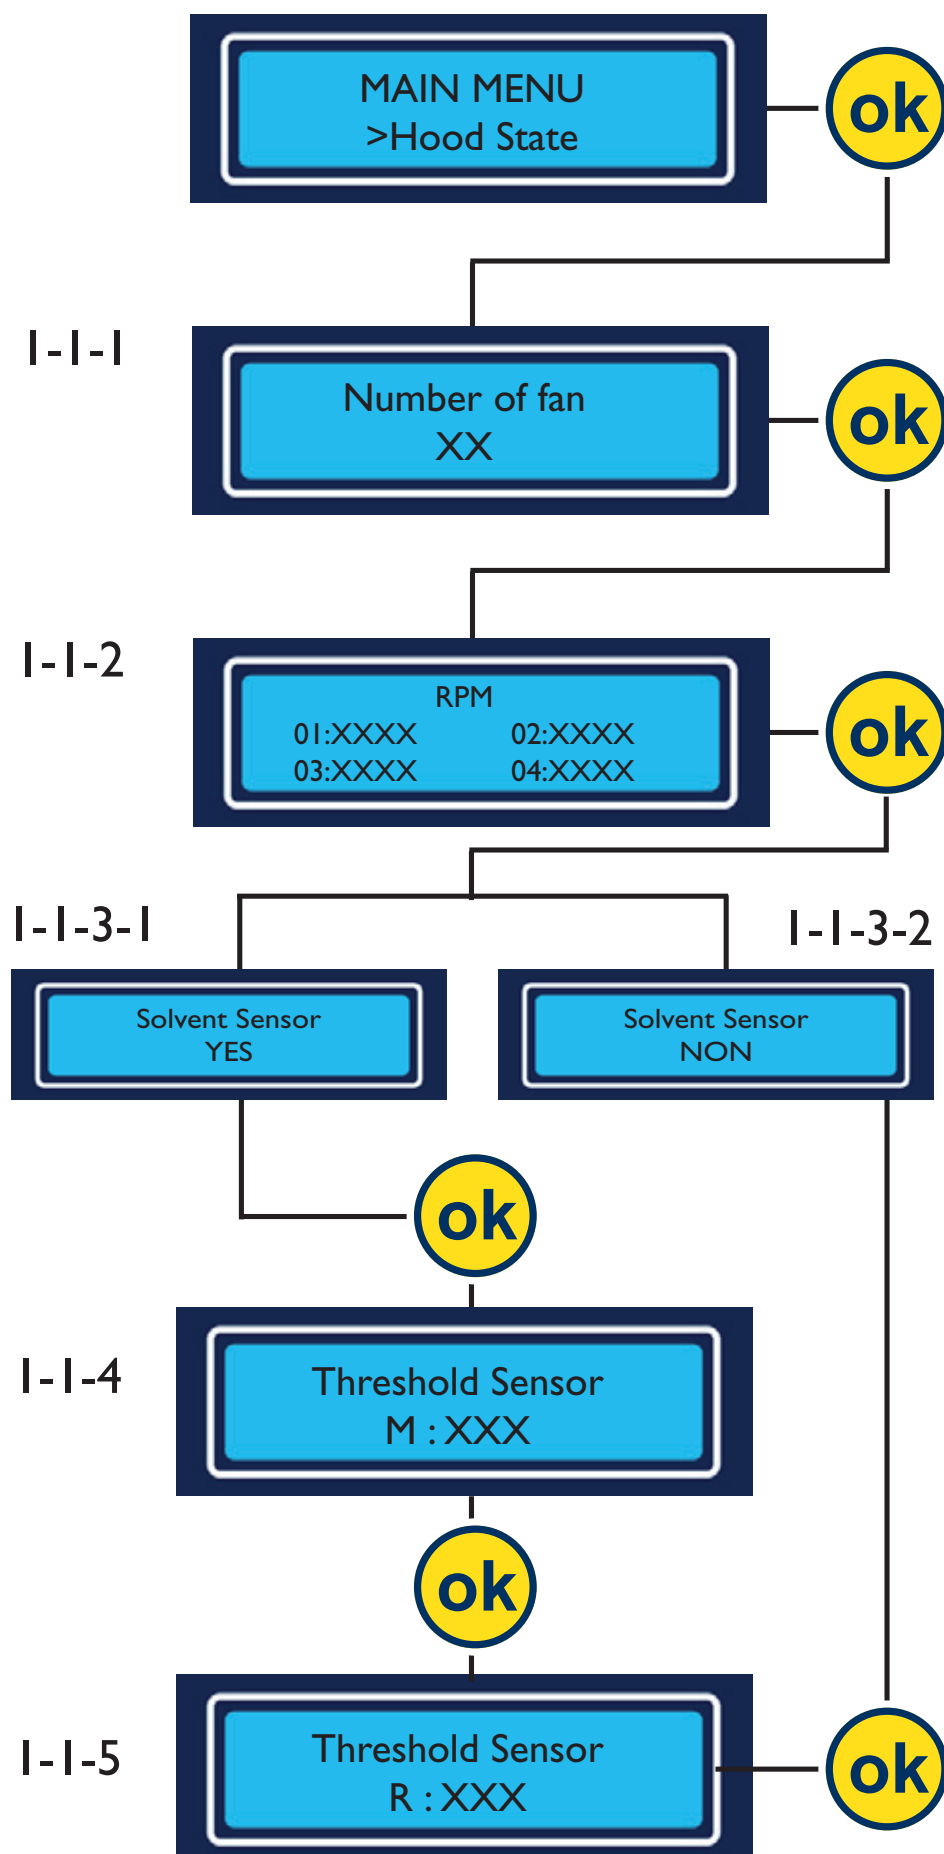 MAIN MENU
>Hood State
ok
1-1-1
Number of fan
XX
ok
1-1-2
RPM
01:XXXX 02:XXXX
03:XXXX 04:XXXX
ok
1-1-3-1
1-1-3-2
Solvent Sensor
YES
Solvent Sensor
NON
ok
1-1-4
Threshold Sensor
M : XXX
ok
1-1-5
Threshold Sensor
R : XXX
ok